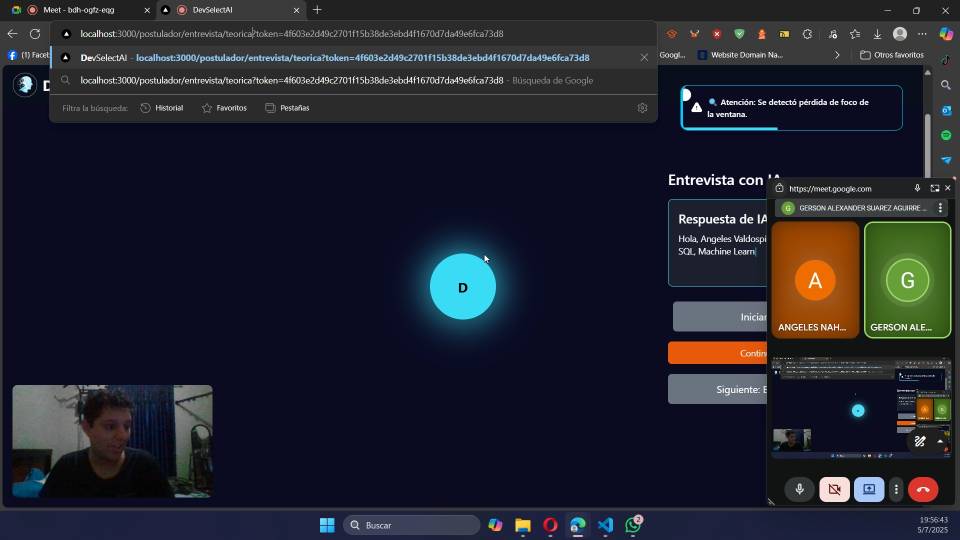 Meet - bdh-ogfz-eqg
DevSelectAI
localhost:3000/postulador/entrevista/teorica?token=4f603e2d49c2701f15b38de3ebd4f1670d7da49e6fca73d8
DevSelectAI - localhost:3000/postulador/entrevista/teorica?token=4f603e2d49c2701f15b38de3ebd4f1670d7da49e6fca73d8
localhost:3000/postulador/entrevista/teorica?token=4f603e2d49c2701f15b38de3ebd4f1670d7da49e6fca73d8 - Búsqueda de Google
Filtra la búsqueda:
Historial
Favoritos
Pestañas
(1) Faceb
Googl...
Website Domain Na...
Otros favoritos
D
Atención: Se detectó pérdida de foco de
la ventana.
Entrevista con IA
Respuesta de IA
Hola, Angeles Valdospi
SQL, Machine Learn
Iniciar
Contin
Siguiente: E
D
https://meet.google.com
G
GERSON ALEXANDER SUAREZ AGUIRRE ...
A
ANGELES NAH...
G
GERSON ALE...
Buscar
2
19:56:43
5/7/2025